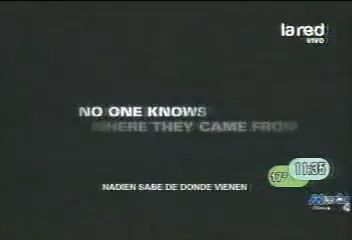 la red
VIVO
NO ONE KNOWS
WHERE THEY CAME FROM
11:35
17°
NADIEN SABE DE DONDE VIENEN